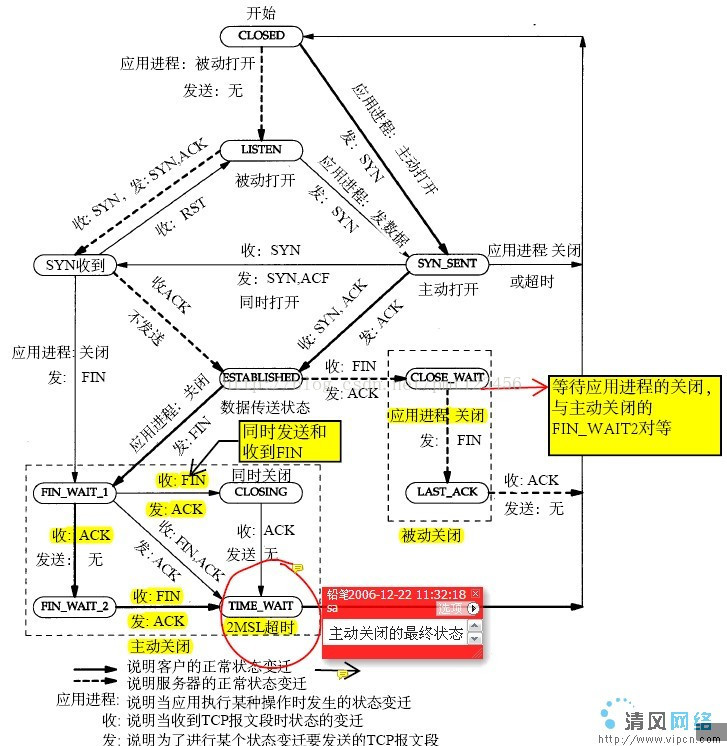 开始
CLOSED
应用进程：被动打开
发送：无
应用进程：主动打开
发：SYN
LISTEN
被动打开
收：SYN，发：SYN,ACK
收：RST
应用进程：发数据
发：SYN
SYN收到
收：SYN
发：SYN,ACF
同时打开
SYN_SENT
主动打开
应用进程 关闭
或超时
收ACK
不发送
收：SYN, ACK
发：ACK
应用进程：关闭
发： FIN
ESTABLISHED
数据传送状态
收：FIN
发：ACK
CLOSE_WAIT
等待应用进程的关闭，
与主动关闭的
FIN_WAIT2对等
应用进程 关闭
发： FIN
应用进程：关闭
发：FIN
同时发送和
收到FIN
同时关闭
FIN_WAIT_1
收：FIN
发：ACK
CLOSING
LAST_ACK
收：ACK
发送：无
被动关闭
收：ACK
发送： 无
收：FIN,ACK
发：ACK
收：ACK
发送 无
FIN_WAIT_2
收：FIN
发：ACK
TIME_WAIT
2MSL超时
主动关闭
铅笔2006-12-22 11:32:18
sa
选项
主动关闭的最终状态
说明客户的正常状态变迁
说明服务器的正常状态变迁
应用进程：说明当应用执行某种操作时发生的状态变迁
收：说明当收到TCP报文段时状态的变迁
发：说明为了进行某个状态变迁要发送的TCP报文段
清风网络
http://www.vipcn.com